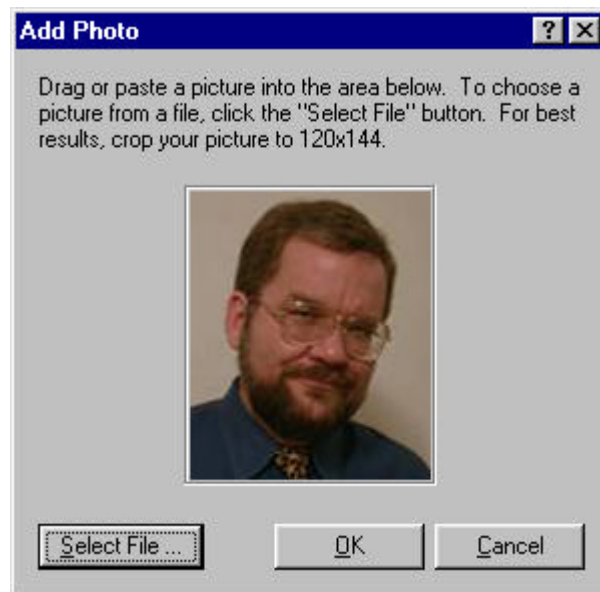 Add Photo
Drag or paste a picture into the area below.  To choose a
picture from a file, click the "Select File" button.  For best
results, crop your picture to 120x144.
Select File ...
OK
Cancel